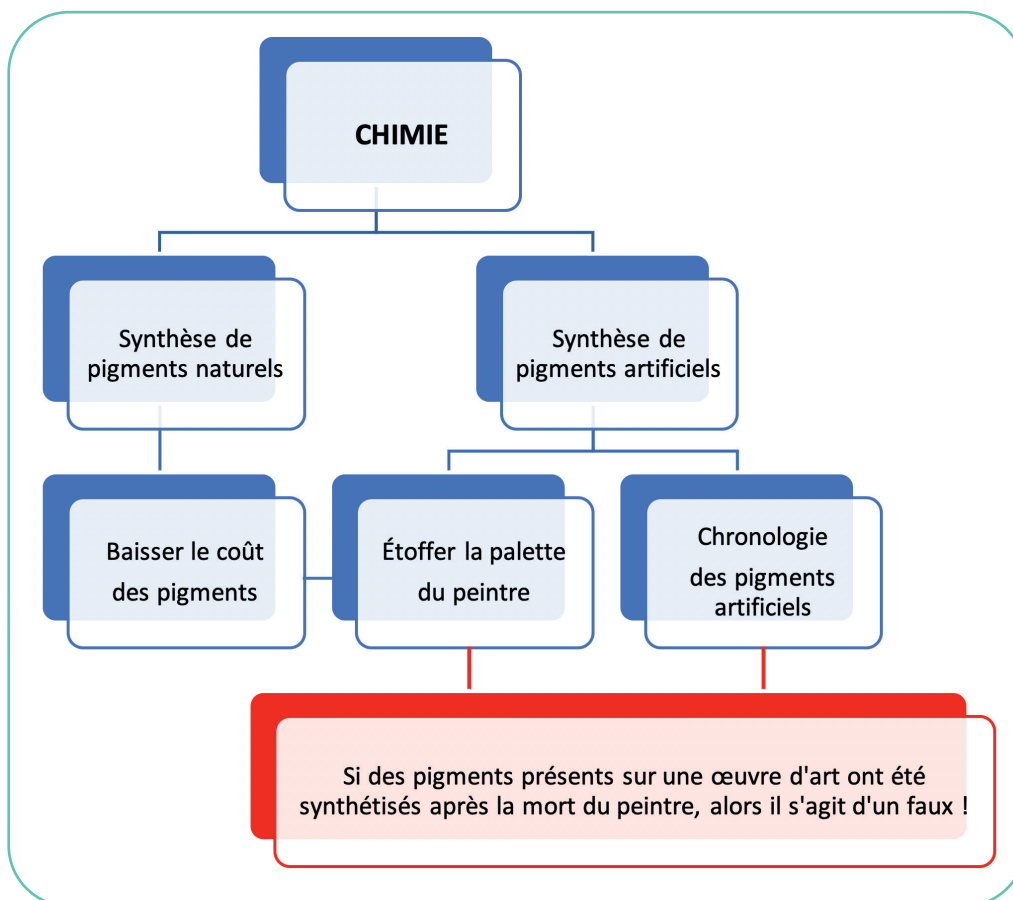 CHIMIE
Synthèse de
pigments naturels
Synthèse de
pigments artificiels
Baisser le coût
des pigments
Étoffer la palette
du peintre
Chronologie
des pigments
artificiels
Si des pigments présents sur une œuvre d'art ont été
synthétisés après la mort du peintre, alors il s'agit d'un faux !